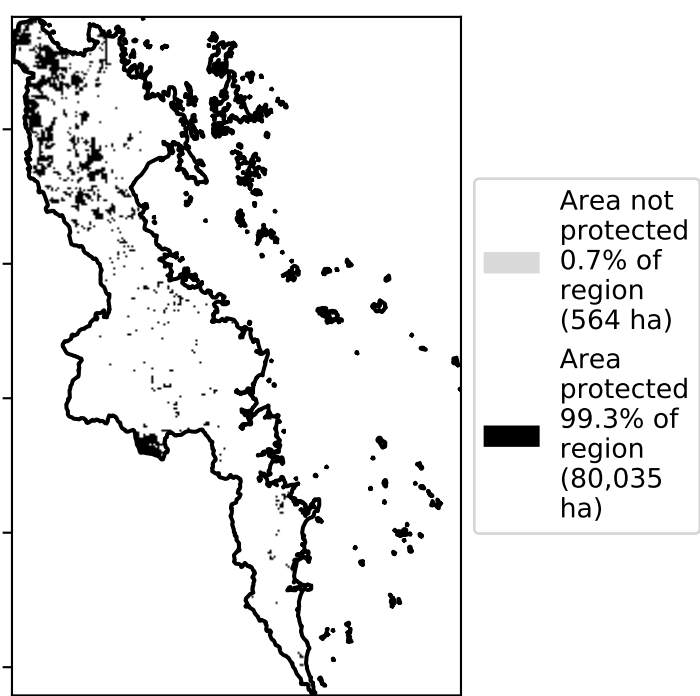 Area not
protected
0.7% of
region
(564 ha)
Area
protected
99.3% of
region
(80,035
ha)